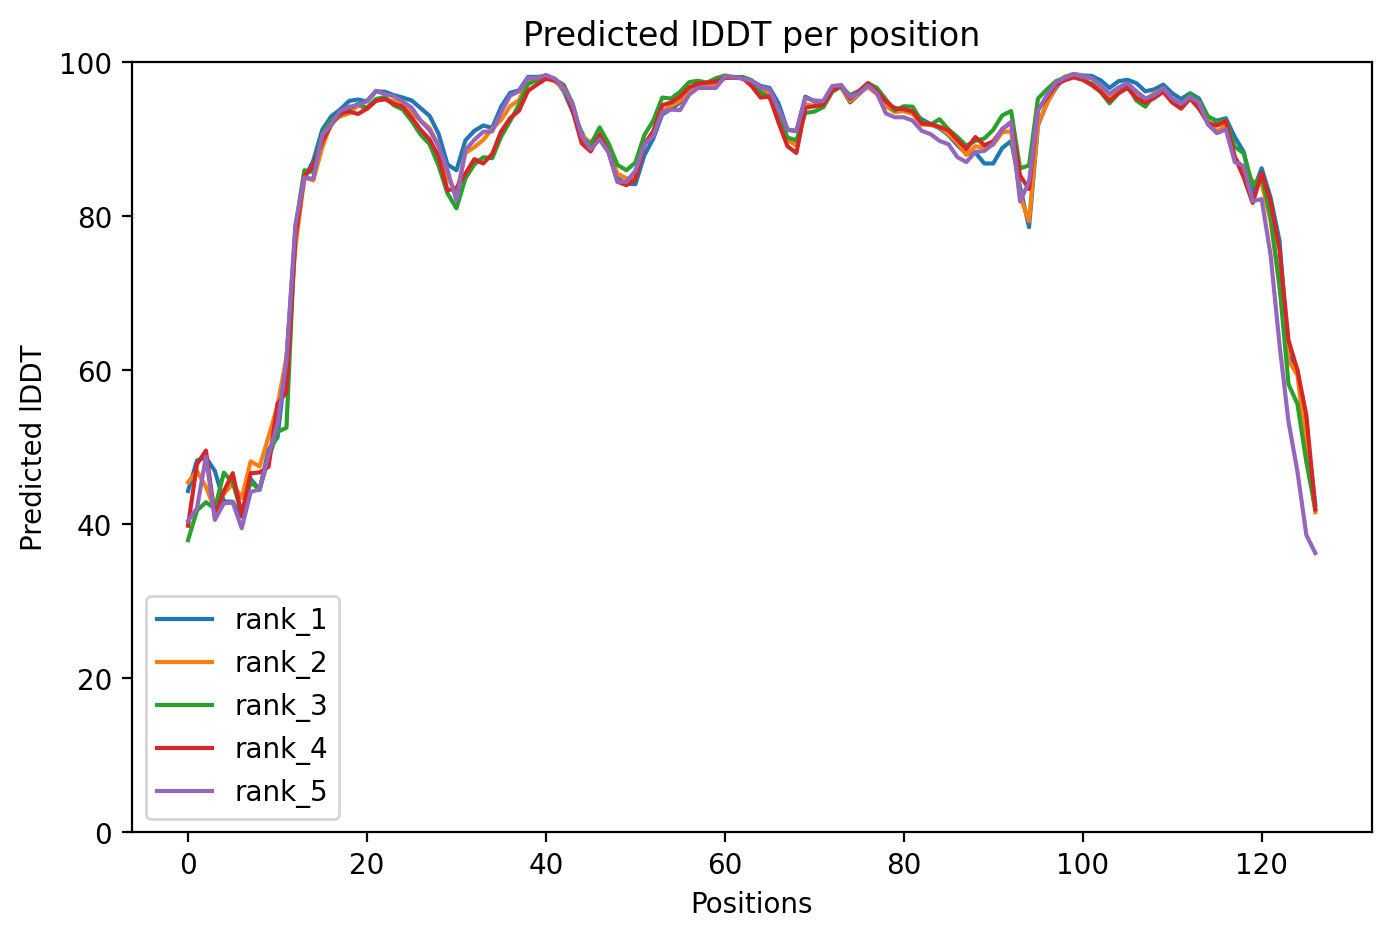 Predicted lDDT per position
100
80
60
40
20
0
Predicted lDDT
rank_1
rank_2
rank_3
rank_4
rank_5
0 20 40 60 80 100 120
Positions